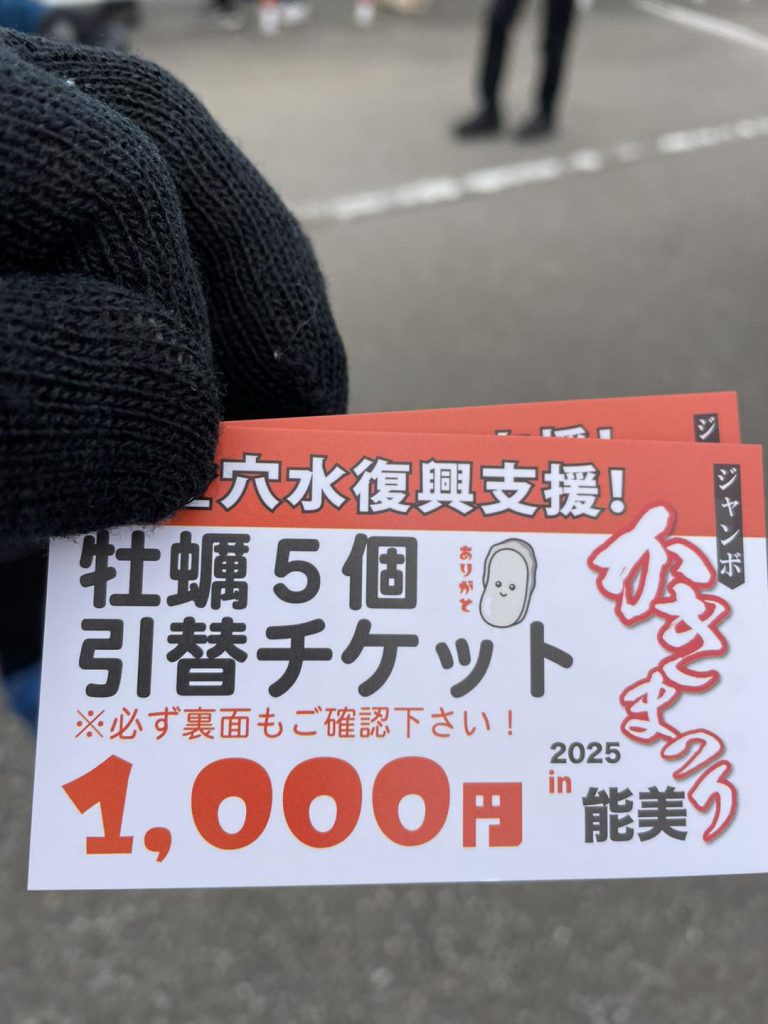 穴水復興支援!
牡蠣5個
引替チケット
ありがと
※必ず裏面もご確認下さい！
1,000円
ジャンボ
かきまつり
2025
in
能美
援!
ジ